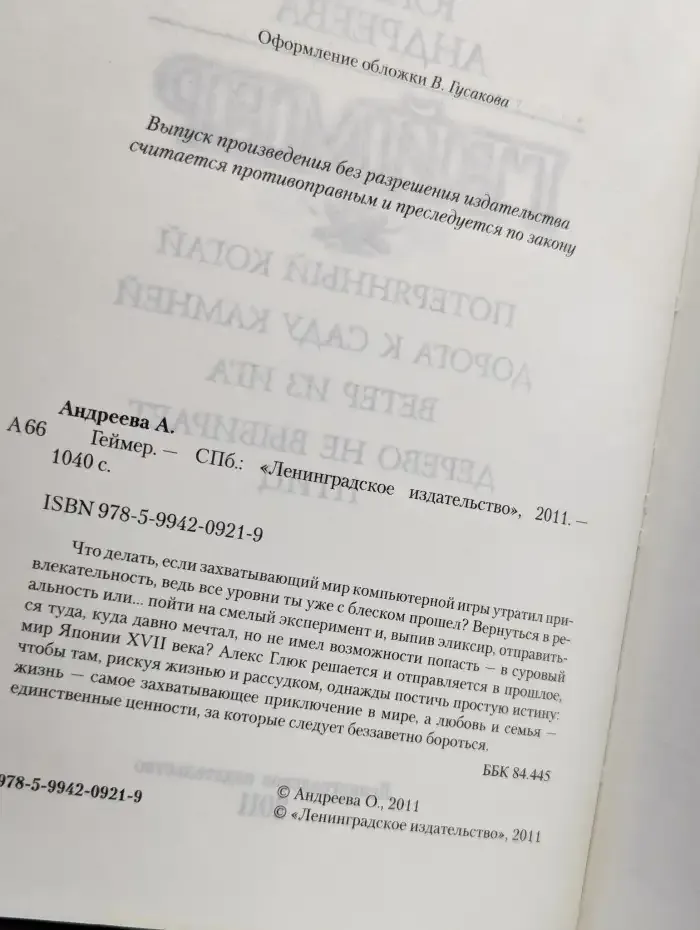 Оформление обложки В. Гусакова
Выпуск произведения без разрешения издательства
считается противоправным и преследуется по закону
Андреева А.
А66 Геймер. — СПб.: «Ленинградское издательство», 2011. —
1040 с.
ISBN 978-5-9942-0921-9
Что делать, если захватывающий мир компьютерной игры утратил при-
влекательность, ведь все уровни ты уже с блеском прошел? Вернуться в ре-
альность или... пойти на смелый эксперимент и, выпив эликсир, отправить-
ся туда, куда давно мечтал, но не имел возможности попасть — в суровый
мир Японии XVII века? Алекс Глюк решается и отправляется в прошлое,
чтобы там, рискуя жизнью и рассудком, однажды постичь простую истину:
жизнь — самое захватывающее приключение в мире, а любовь и семья —
единственные ценности, за которые следует беззаветно бороться.
ББК 84.445
978-5-9942-0921-9
© Андреева О., 2011
© «Ленинградское издательство», 2011